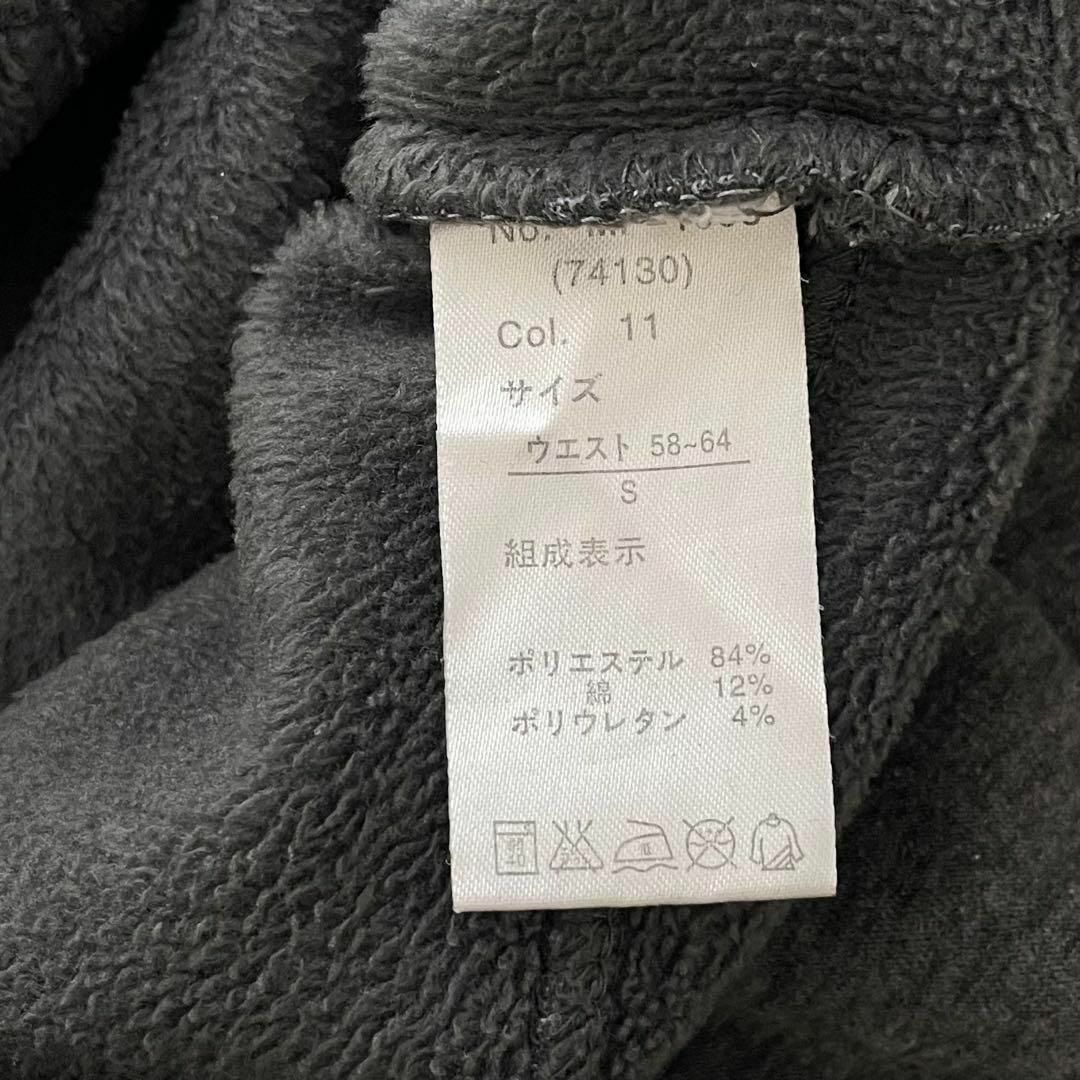 No.
(74130)
Col. 11
サイズ
ウエスト 58~64
S
組成表示
ポリエステル 84%
綿 12%
ポリウレタン 4%